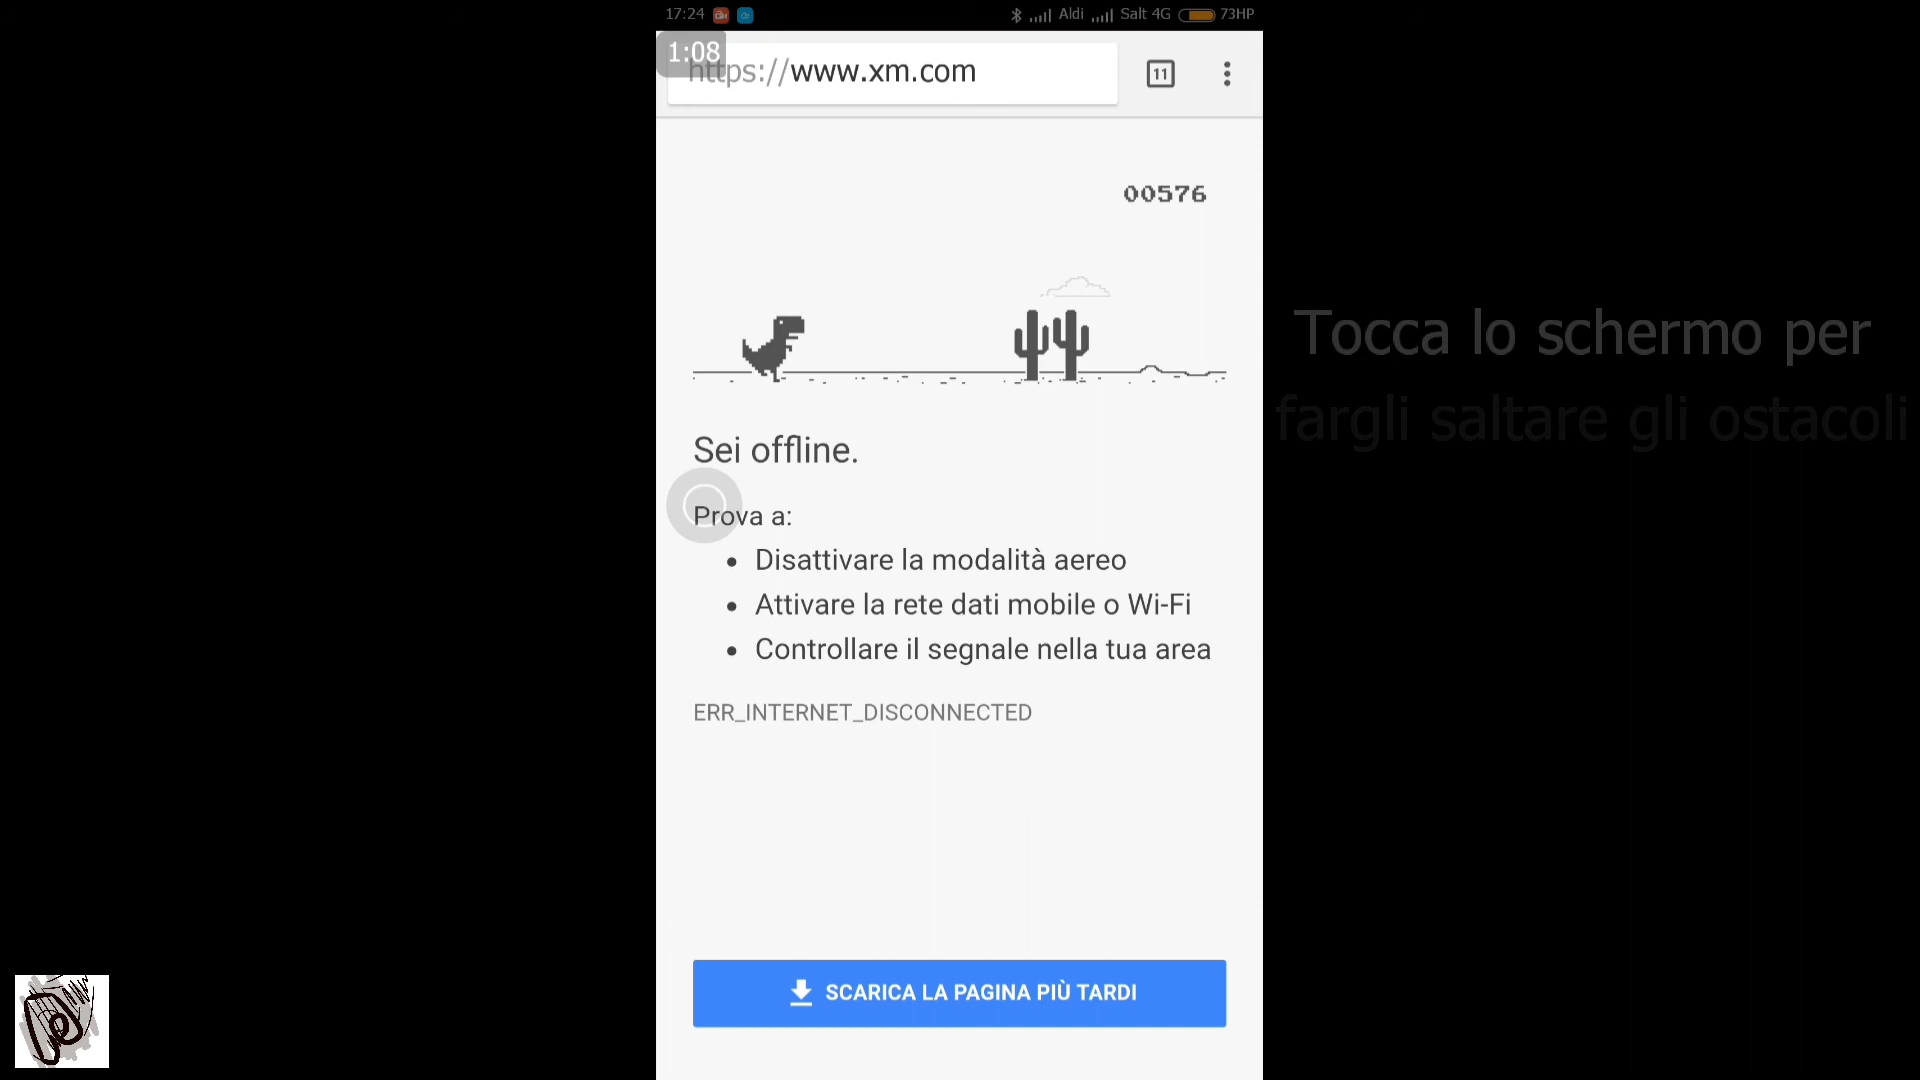 17:24 Aldi Salt 4G 73HP
1:08
https://www.xm.com
11
00576
Tocca lo schermo per
fargli saltare gli ostacoli
Sei offline.
Prova a:
• Disattivare la modalità aereo
• Attivare la rete dati mobile o Wi-Fi
• Controllare il segnale nella tua area
ERR_INTERNET_DISCONNECTED
SCARICA LA PAGINA PIÙ TARDI